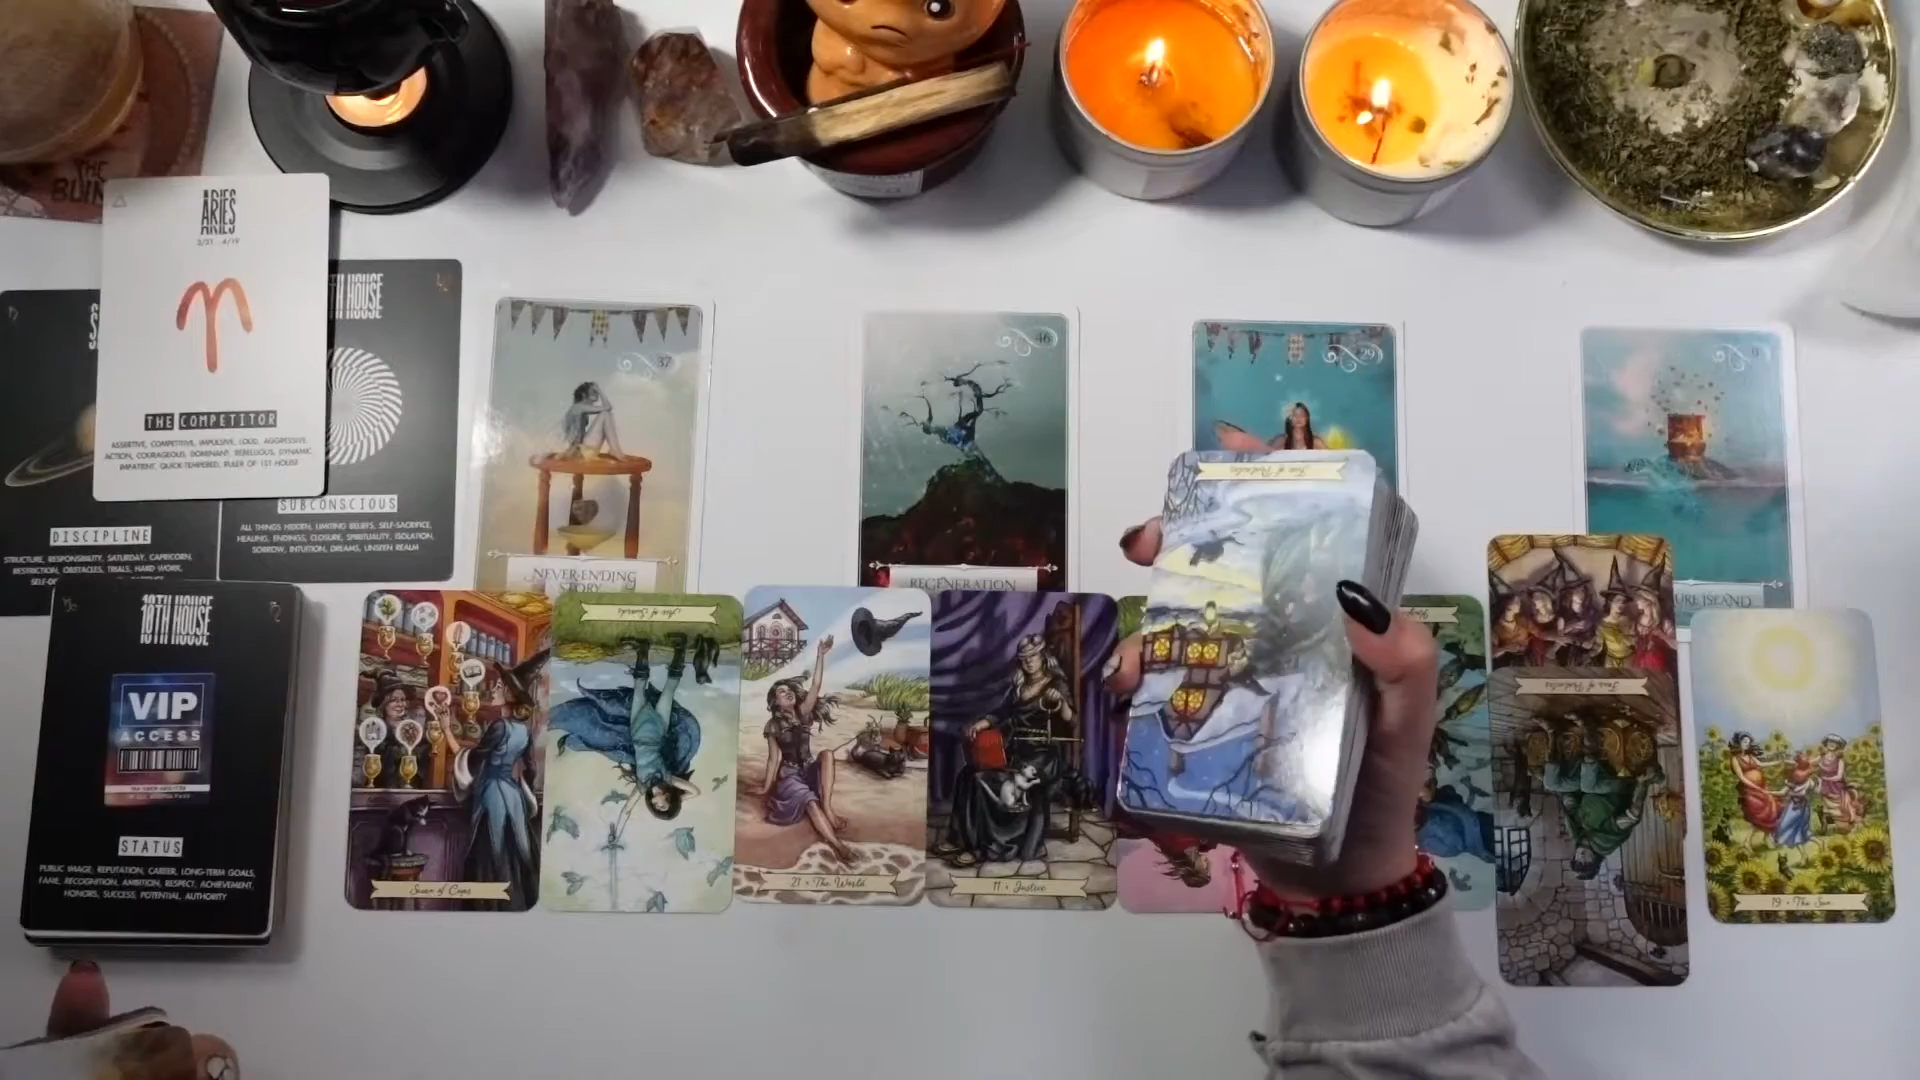 THE
ARIES
3/21 - 4/19
THE COMPETITOR
ASSERTIVE, COMPETITIVE, IMPULSIVE, LOUD, AGGRESSIVE,
ACTION, COURAGEOUS, DOMINANT, REBELLIOUS, DYNAMIC,
IMPATIENT, QUICK-TEMPERED, RULER OF 1ST HOUSE
TH HOUSE
SUBCONSCIOUS
ALL THINGS HIDDEN, LIMITING BELIEFS, SELF-SACRIFICE,
HEALING, ENDINGS, CLOSURE, SPIRITUALITY, ISOLATION,
SORROW, INTUITION, DREAMS, UNSEEN REALM
DISCIPLINE
STRUCTURE, RESPONSIBILITY, SATURDAY, CAPRICORN,
RESTRICTION, OBSTACLES, TRIALS, HARD WORK,
37
NEVER-ENDING
STORY
46
REGENERATION
29
9
URE ISLAND
10TH HOUSE
VIP
ACCESS
STATUS
PUBLIC IMAGE, REPUTATION, CAREER, LONG-TERM GOALS,
FAME, RECOGNITION, AMBITION, RESPECT, ACHIEVEMENT,
HONORS, SUCCESS, POTENTIAL, AUTHORITY
Seven of Cups
Ace of Swords
21 • The World
11 • Justice
19 • The Sun